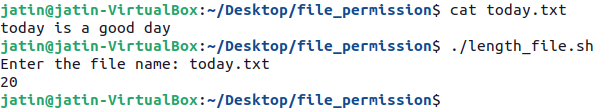 jatin@jatin-VirtualBox:~/Desktop/file_permission$ cat today.txt
today is a good day
jatin@jatin-VirtualBox:~/Desktop/file_permission$ ./length_file.sh
Enter the file name: today.txt
20
jatin@jatin-VirtualBox:~/Desktop/file_permission$